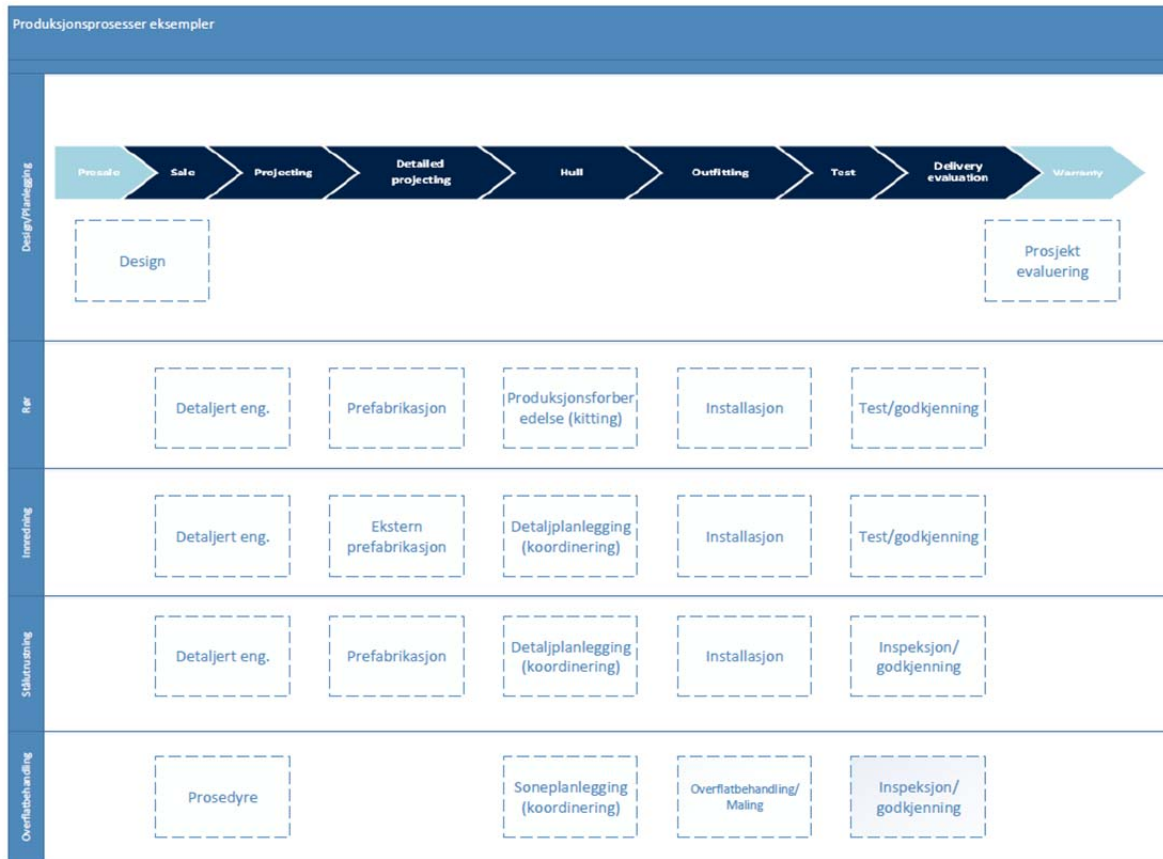 Produksjonsprosesser eksempler
Design/Planlegging
Presale
Sale
Projecting
Detailed
projecting
Hull
Outfitting
Test
Delivery
evaluation
Warranty
Design
Prosjekt
evaluering
Rør
Detaljert eng.
Prefabrikasjon
Produksjonsforber
edelse (kitting)
Installasjon
Test/godkjenning
Innredning
Detaljert eng.
Ekstern
prefabrikasjon
Detaljplanlegging
(koordinering)
Installasjon
Test/godkjenning
Stålutrustning
Detaljert eng.
Prefabrikasjon
Detaljplanlegging
(koordinering)
Installasjon
Inspeksjon/
godkjenning
Overflatbehandling
Prosedyre
Soneplanlegging
(koordinering)
Overflatbehandling/
Maling
Inspeksjon/
godkjenning